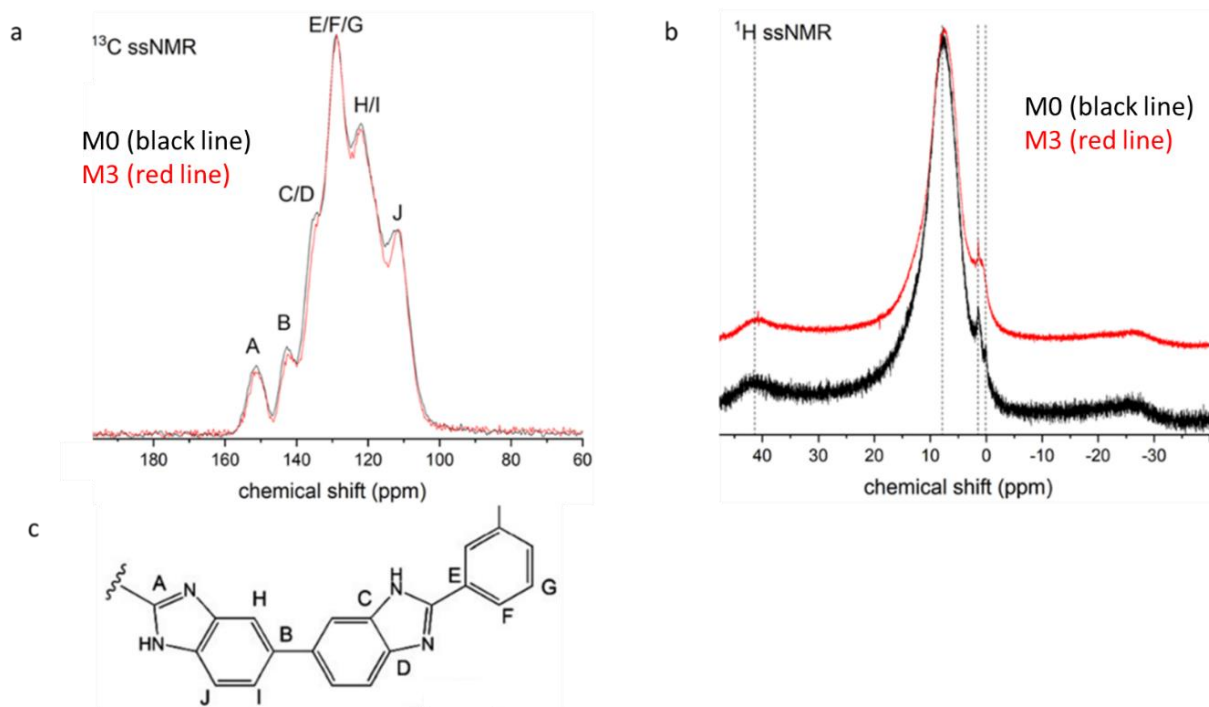 a
¹³C ssNMR
M0 (black line)
M3 (red line)
E/F/G
H/I
C/D
J
B
A
180 160 140 120 100 80 60
chemical shift (ppm)
b
¹H ssNMR
M0 (black line)
M3 (red line)
40 30 20 10 0 -10 -20 -30
chemical shift (ppm)
c
A
N
H
HN
B
J
I
C
H
N
D
N
E
F
G